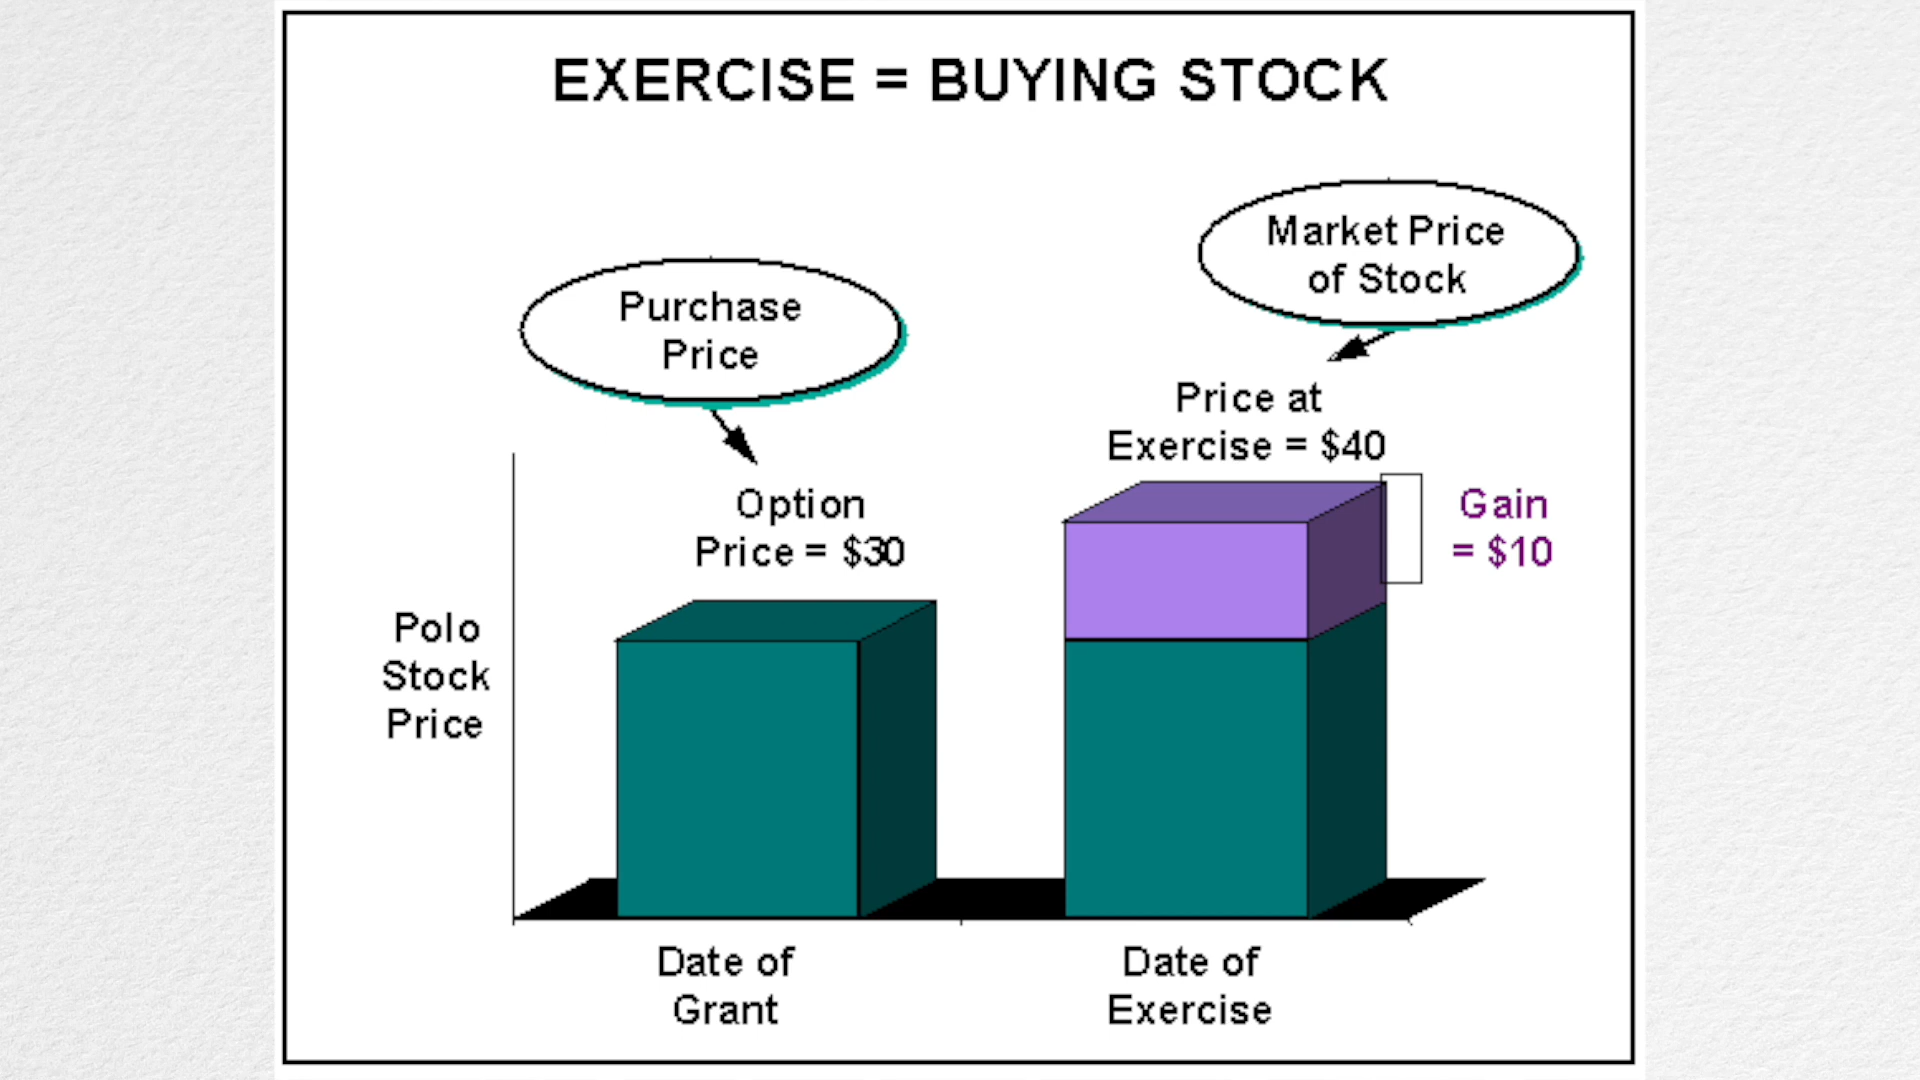 EXERCISE = BUYING STOCK
Market Price
of Stock
Purchase
Price
Price at
Exercise = $40
Option
Price = $30
Gain
= $10
Polo
Stock
Price
Date of
Grant
Date of
Exercise